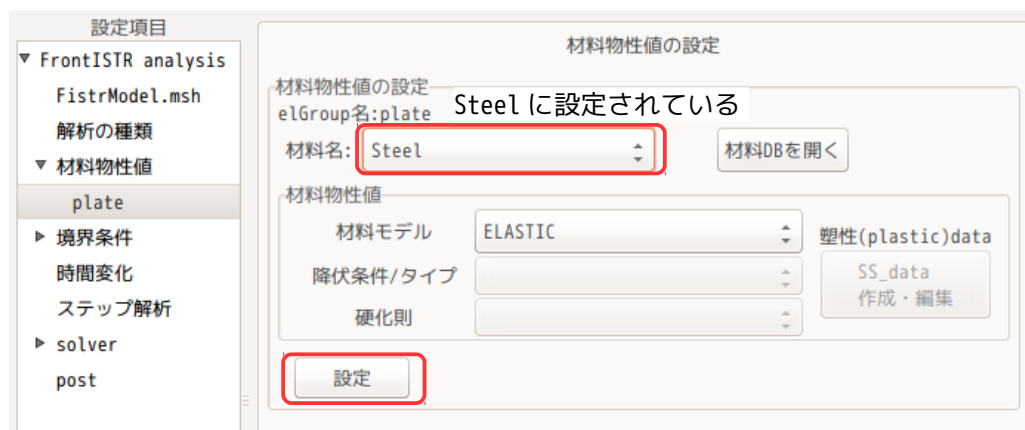 設定項目
▼ FrontISTR analysis
FistrModel.msh
解析の種類
▼ 材料物性値
plate
▶ 境界条件
時間変化
ステップ解析
▶ solver
post
材料物性値の設定
材料物性値の設定
elGroup名:plate
Steelに設定されている
材料名: Steel 材料DBを開く
材料物性値
材料モデル ELASTIC 塑性(plastic)data
降伏条件/タイプ SS_data
作成・編集
硬化則
設定